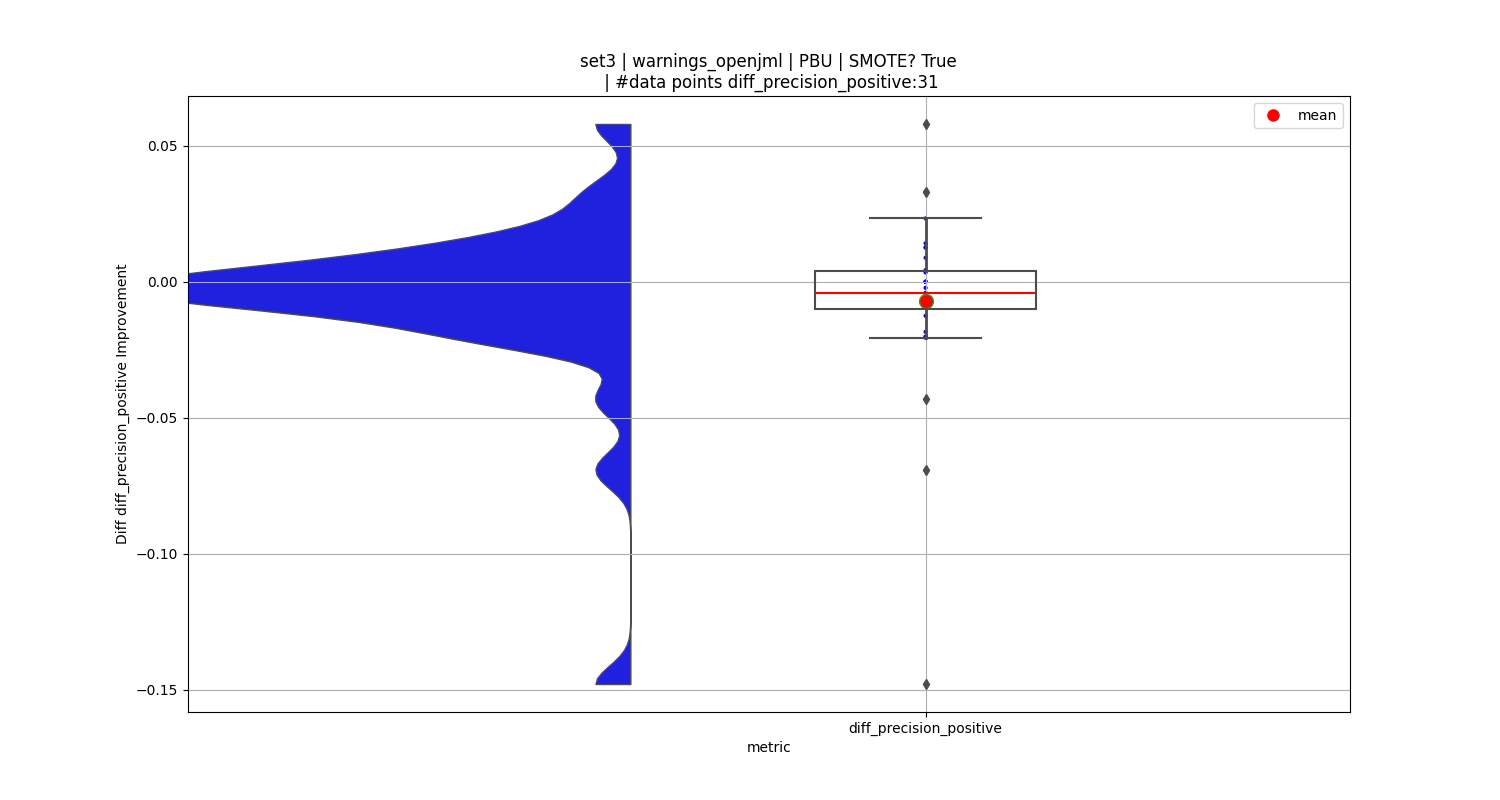 set3 | warnings_openjml | PBU | SMOTE? True
| #data points diff_precision_positive:31
mean
0.05
0.00
−0.05
−0.10
−0.15
Diff diff_precision_positive Improvement
diff_precision_positive
metric